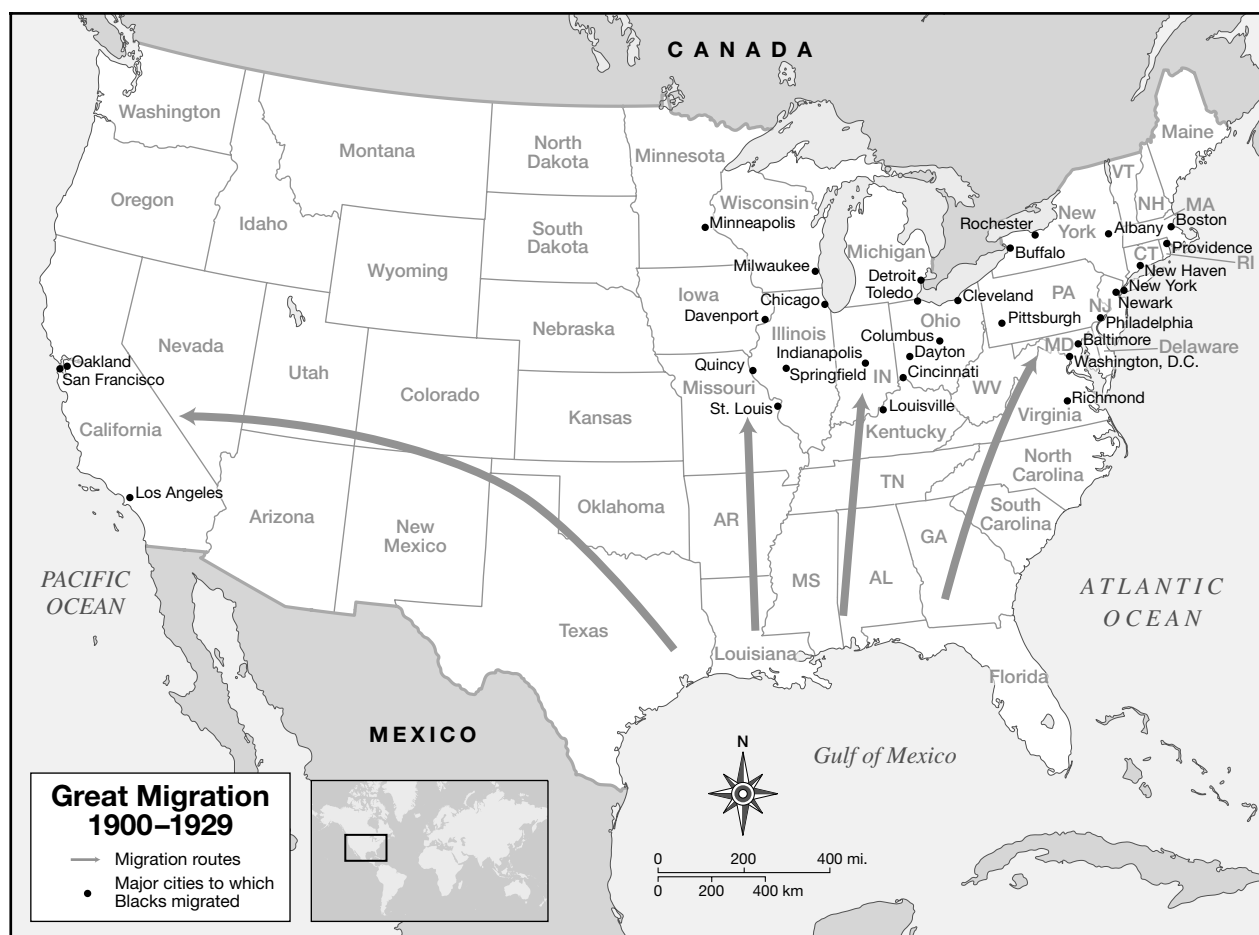 CANADA
Washington
Montana
North
Dakota
Minnesota
Maine
VT
NH
MA
Oregon
Idaho
South
Dakota
Wisconsin
Minneapolis
Michigan
Rochester
New
York
Albany
Boston
Buffalo
Providence
RI
CT
Wyoming
Milwaukee
Detroit
Toledo
New Haven
New York
Newark
Iowa
Chicago
Cleveland
PA
NJ
Davenport
Illinois
Ohio
Pittsburgh
Philadelphia
Nebraska
Columbus
Baltimore
MD
Delaware
Nevada
Indianapolis
Dayton
Washington, D.C.
Oakland
San Francisco
Utah
Quincy
Springfield
IN
Cincinnati
WV
Colorado
Missouri
Richmond
Kansas
St. Louis
Louisville
Virginia
California
Kentucky
North
Carolina
Los Angeles
TN
Oklahoma
Arizona
New
Mexico
AR
South
Carolina
GA
PACIFIC
OCEAN
MS
AL
ATLANTIC
OCEAN
Texas
Louisiana
Florida
MEXICO
Gulf of Mexico
N
Great Migration
1900–1929
Migration routes
Major cities to which
Blacks migrated
0 200 400 mi.
0 200 400 km